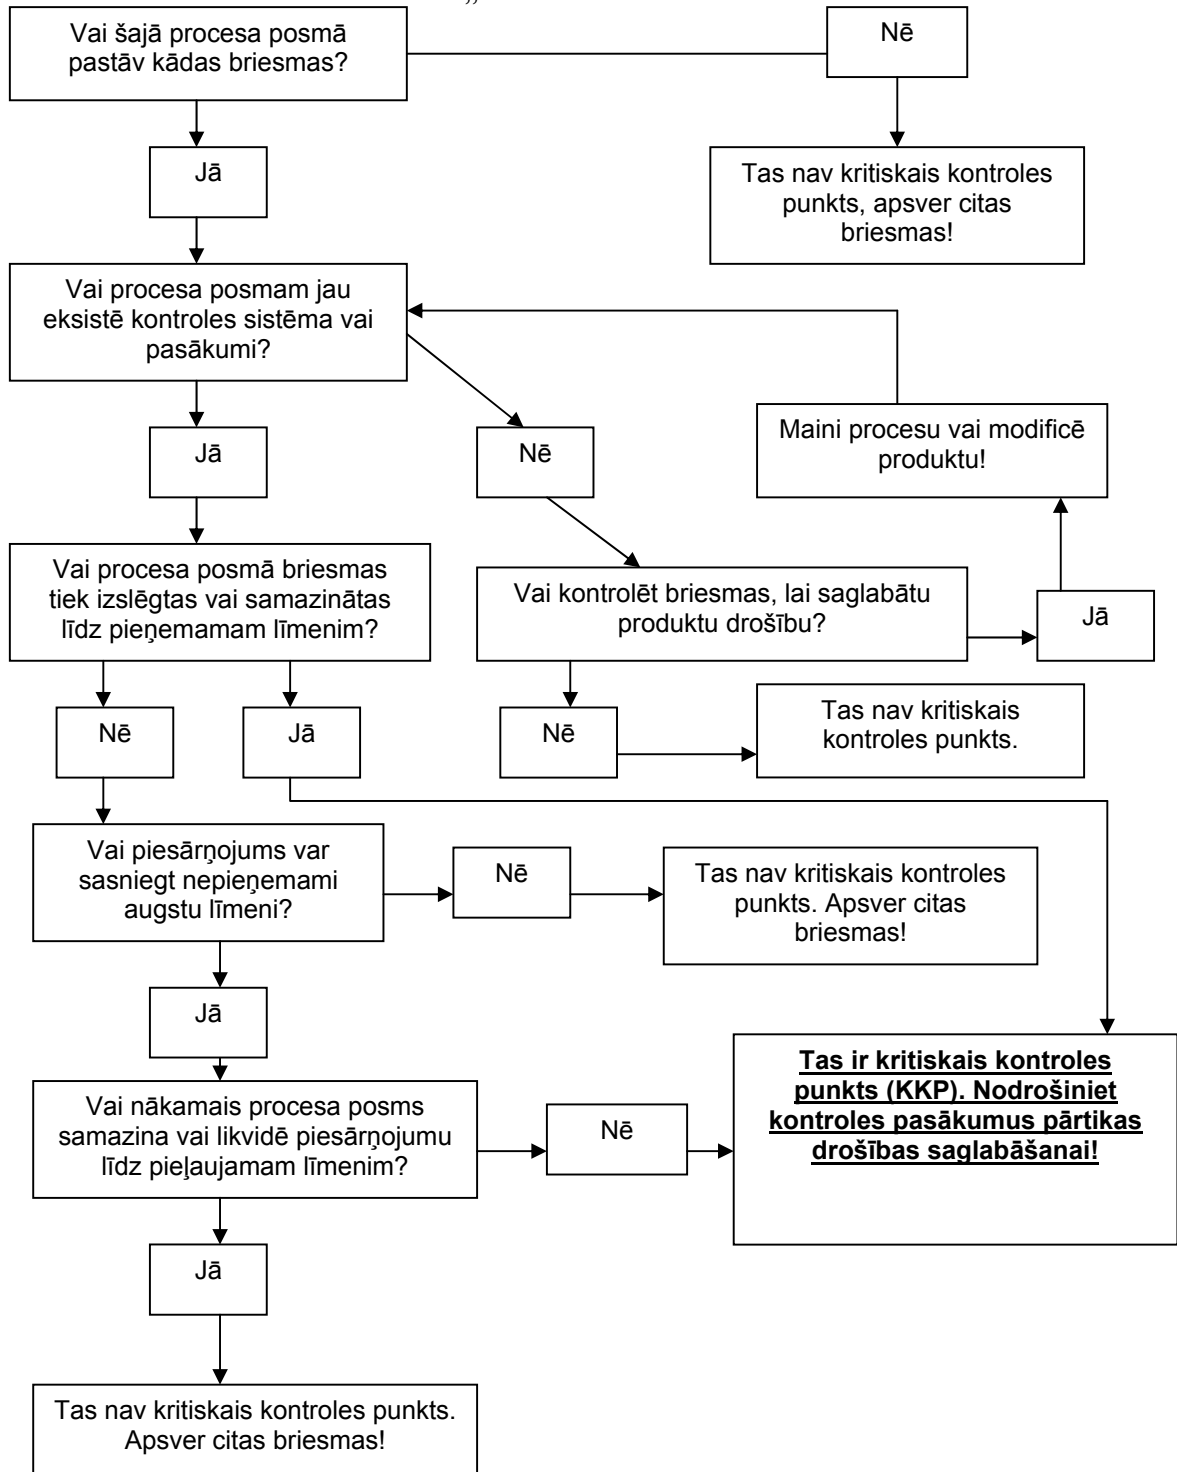 „
Vai šajā procesa posmā
pastāv kādas briesmas?
Nē
Jā
Tas nav kritiskais kontroles
punkts, apsver citas
briesmas!
Vai procesa posmam jau
eksistē kontroles sistēma vai
pasākumi?
Jā
Nē
Maini procesu vai modificē
produktu!
Vai procesa posmā briesmas
tiek izslēgtas vai samazinātas
līdz pieņemamam līmenim?
Vai kontrolēt briesmas, lai saglabātu
produktu drošību?
Jā
Nē
Jā
Nē
Tas nav kritiskais
kontroles punkts.
Vai piesārņojums var
sasniegt nepieņemami
augstu līmeni?
Nē
Tas nav kritiskais kontroles
punkts. Apsver citas
briesmas!
Jā
Vai nākamais procesa posms
samazina vai likvidē piesārņojumu
līdz pieļaujamam līmenim?
Nē
Tas ir kritiskais kontroles
punkts (KKP). Nodrošiniet
kontroles pasākumus pārtikas
drošības saglabāšanai!
Jā
Tas nav kritiskais kontroles punkts.
Apsver citas briesmas!